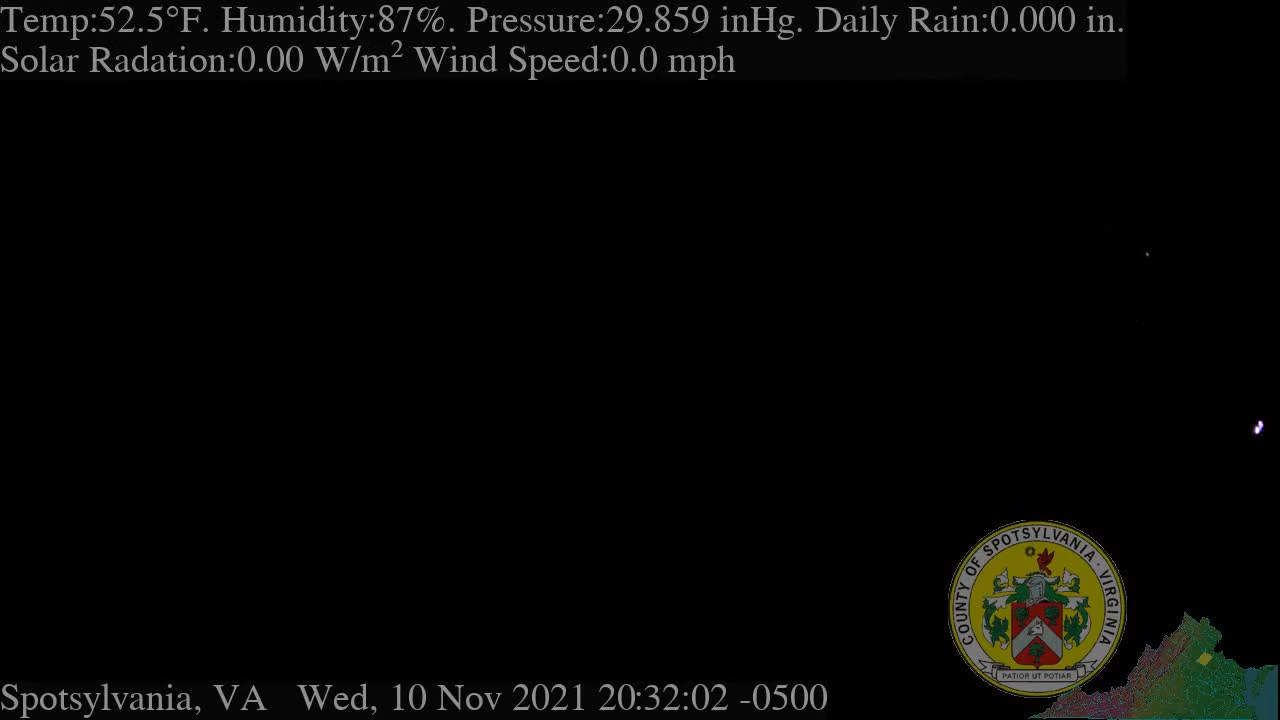 Temp:52.5°F. Humidity:87%. Pressure:29.859 inHg. Daily Rain:0.000 in.
Solar Radation:0.00 W/m² Wind Speed:0.0 mph
COUNTY OF SPOTSYLVANIA · VIRGINIA
PATIOR UT POTIAR
Spotsylvania, VA Wed, 10 Nov 2021 20:32:02 -0500